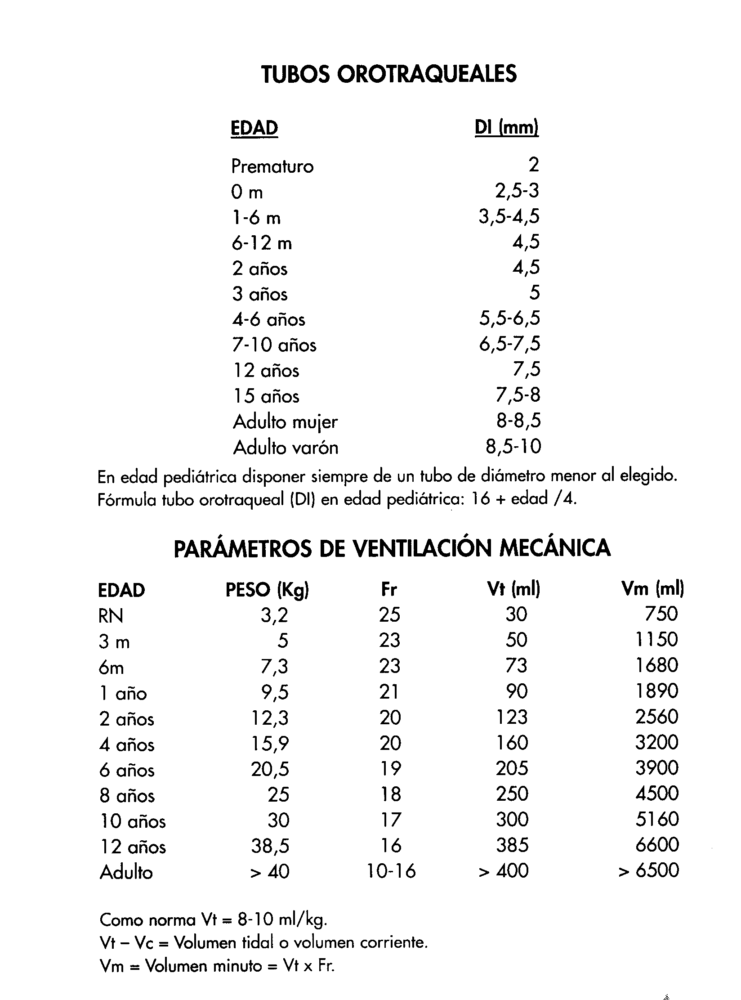 TUBOS OROTRAQUEALES
EDAD DI (mm)
Prematuro 2
0 m 2,5-3
1-6 m 3,5-4,5
6-12 m 4,5
2 años 4,5
3 años 5
4-6 años 5,5-6,5
7-10 años 6,5-7,5
12 años 7,5
15 años 7,5-8
Adulto mujer 8-8,5
Adulto varón 8,5-10
En edad pediátrica disponer siempre de un tubo de diámetro menor al elegido.
Fórmula tubo orotraqueal (DI) en edad pediátrica: 16 + edad /4.
PARÁMETROS DE VENTILACIÓN MECÁNICA
EDAD PESO (Kg) Fr Vt (ml) Vm (ml)
RN 3,2 25 30 750
3 m 5 23 50 1150
6m 7,3 23 73 1680
1 año 9,5 21 90 1890
2 años 12,3 20 123 2560
4 años 15,9 20 160 3200
6 años 20,5 19 205 3900
8 años 25 18 250 4500
10 años 30 17 300 5160
12 años 38,5 16 385 6600
Adulto > 40 10-16 > 400 > 6500
Como norma Vt = 8-10 ml/kg.
Vt – Vc = Volumen tidal o volumen corriente.
Vm = Volumen minuto = Vt x Fr.